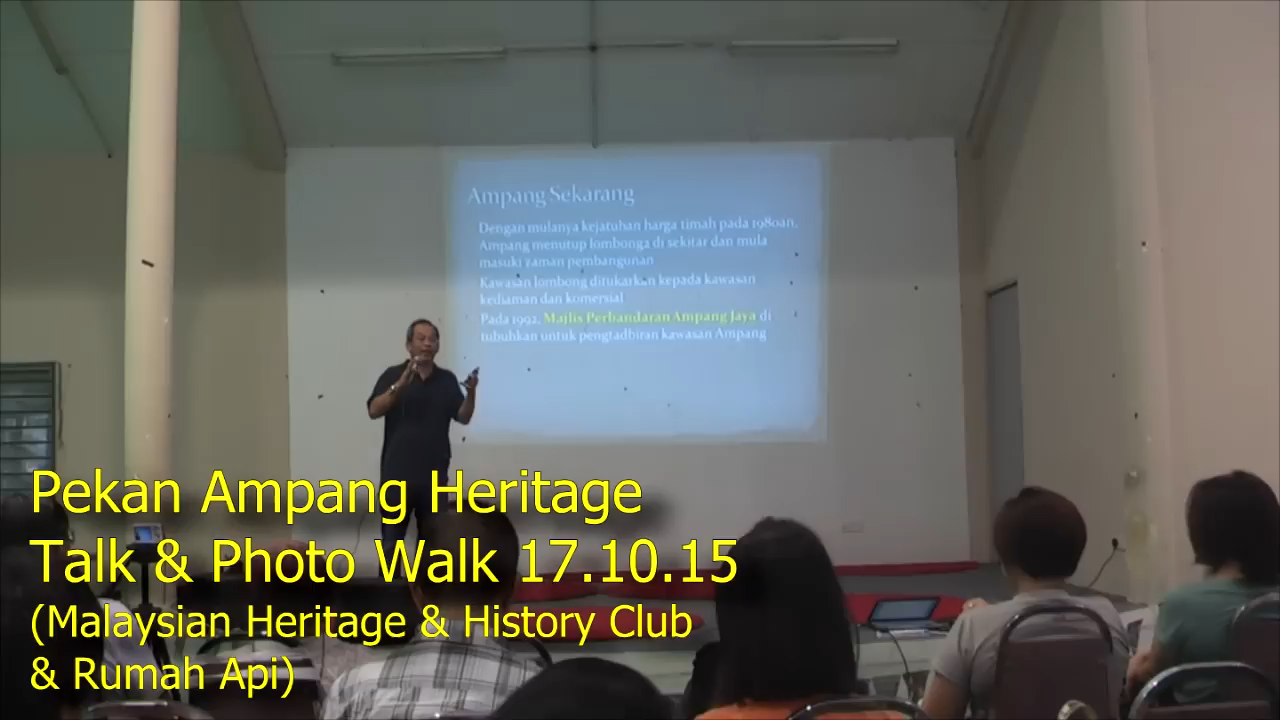 Ampang Sekarang
Dengan mulanya kejatuhan harga timah pada 1980an,
Ampang menutup lombonga di sekitar dan mula
masuki zaman pembangunan
Kawasan lombong ditukarkan kepada kawasan
kediaman dan komersial
Pada 1992, Majlis Perbandaran Ampang Jaya di
tubuhkan untuk pengtadbiran kawasan Ampang
Pekan Ampang Heritage
Talk & Photo Walk 17.10.15
(Malaysian Heritage & History Club
& Rumah Api)